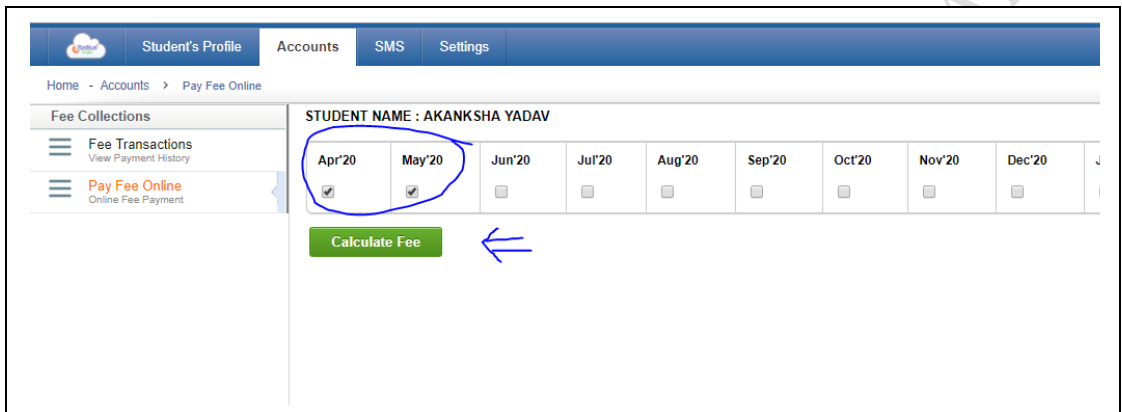 Radical
Student's Profile Accounts SMS Settings
Home - Accounts > Pay Fee Online
Fee Collections
Fee Transactions
View Payment History
Pay Fee Online
Online Fee Payment
STUDENT NAME : AKANKSHA YADAV
Apr'20 May'20 Jun'20 Jul'20 Aug'20 Sep'20 Oct'20 Nov'20 Dec'20
Calculate Fee